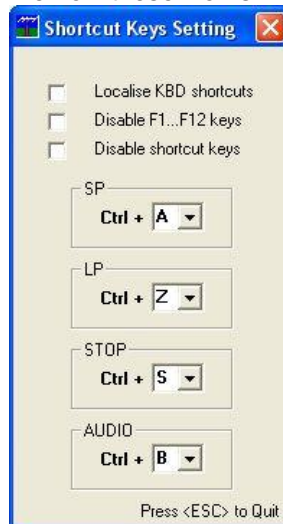 Shortcut Keys Setting
Localise KBD shortcuts
Disable F1...F12 keys
Disable shortcut keys
SP
Ctrl + A
LP
Ctrl + Z
STOP
Ctrl + S
AUDIO
Ctrl + B
Press <ESC> to Quit